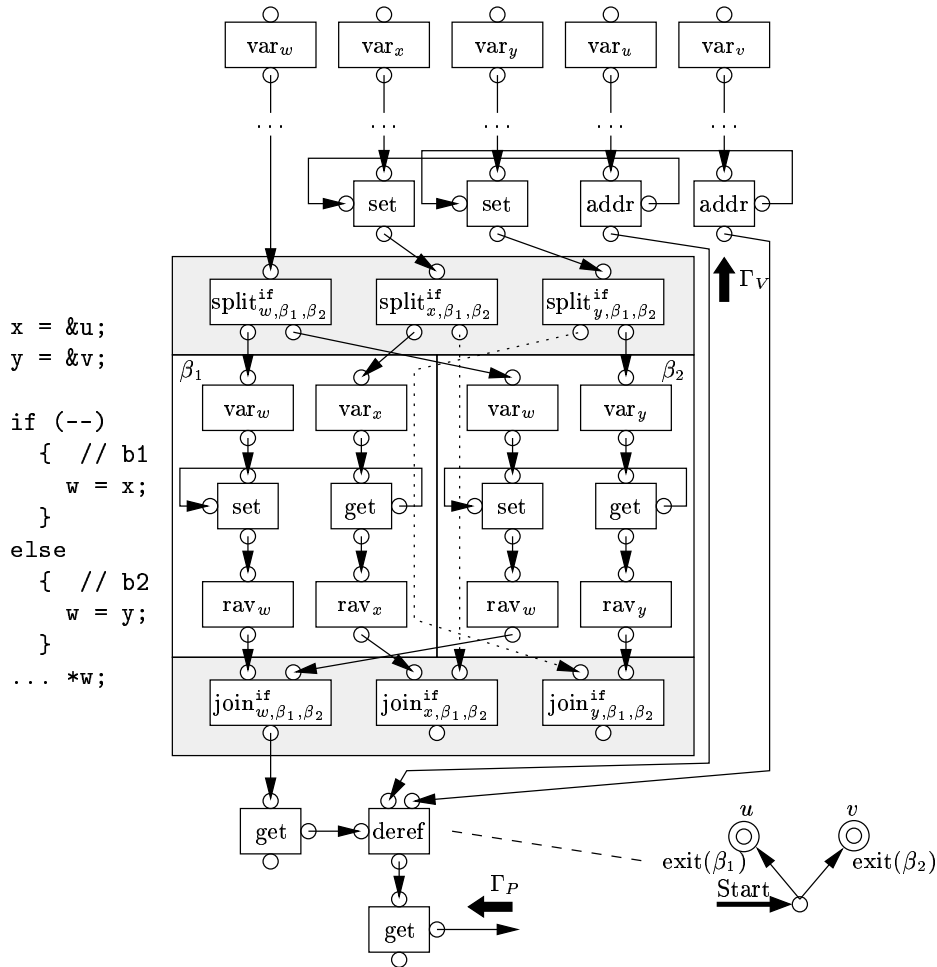 var_w var_x var_y var_u var_v
... ... ... ... ...
set set addr addr
Γ_V
split^if_{w,β₁,β₂} split^if_{x,β₁,β₂} split^if_{y,β₁,β₂}
β₁ β₂
var_w var_x var_w var_y
set get set get
rav_w rav_x rav_w rav_y
join^if_{w,β₁,β₂} join^if_{x,β₁,β₂} join^if_{y,β₁,β₂}
x = &u;
y = &v;
if (--)
{ // b1
w = x;
}
else
{ // b2
w = y;
}
... *w;
get deref
Γ_P
get
u v
exit(β₁) exit(β₂)
Start